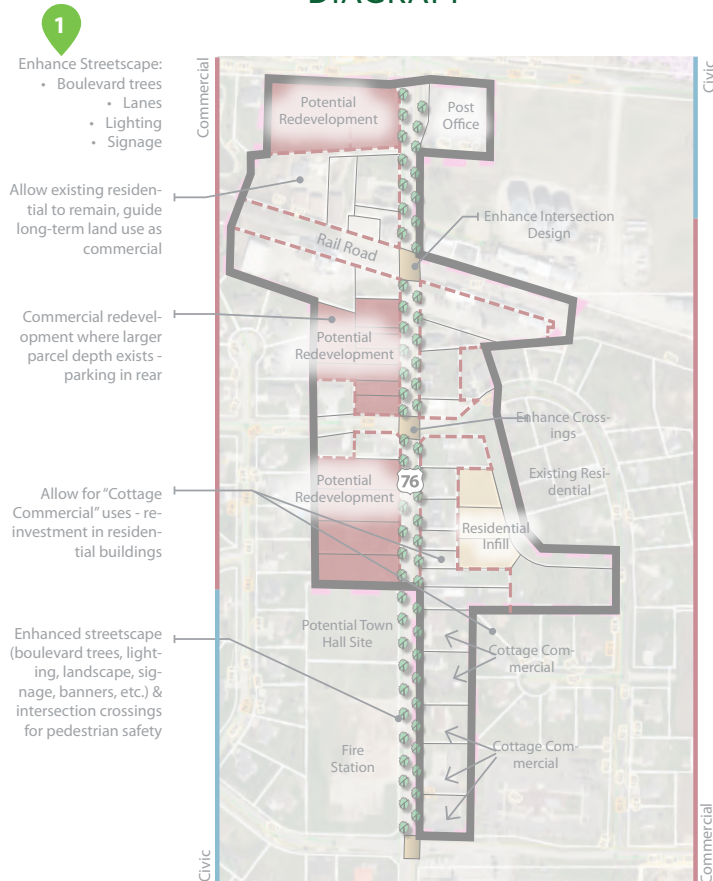 DIAGRAM
1
Enhance Streetscape:
• Boulevard trees
• Lanes
• Lighting
• Signage
Allow existing residen-
tial to remain, guide
long-term land use as
commercial
Commercial redevel-
opment where larger
parcel depth exists -
parking in rear
Allow for "Cottage
Commercial" uses - re-
investment in residen-
tial buildings
Enhanced streetscape
(boulevard trees, light-
ing, landscape, sig-
nage, banners, etc.) &
intersection crossings
for pedestrian safety
Commercial
Civic
Potential
Redevelopment
Post
Office
Civic
Commercial
Rail Road
Enhance Intersection
Design
Potential
Redevelopment
Enhance Cross-
ings
Existing Resi-
dential
Potential
Redevelopment
76
Residential
Infill
Potential Town
Hall Site
Cottage Com-
mercial
Fire
Station
Cottage Com-
mercial